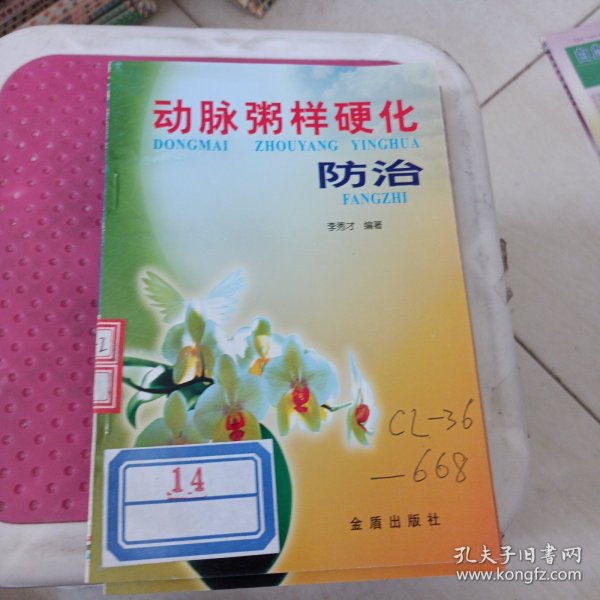 动脉粥样硬化
DONGMAI ZHOUYANG YINGHUA
防治
FANGZHI
李秀才 编著
CL-36
-668
14
金盾出版社
孔夫子旧书网
www.kongfz.com